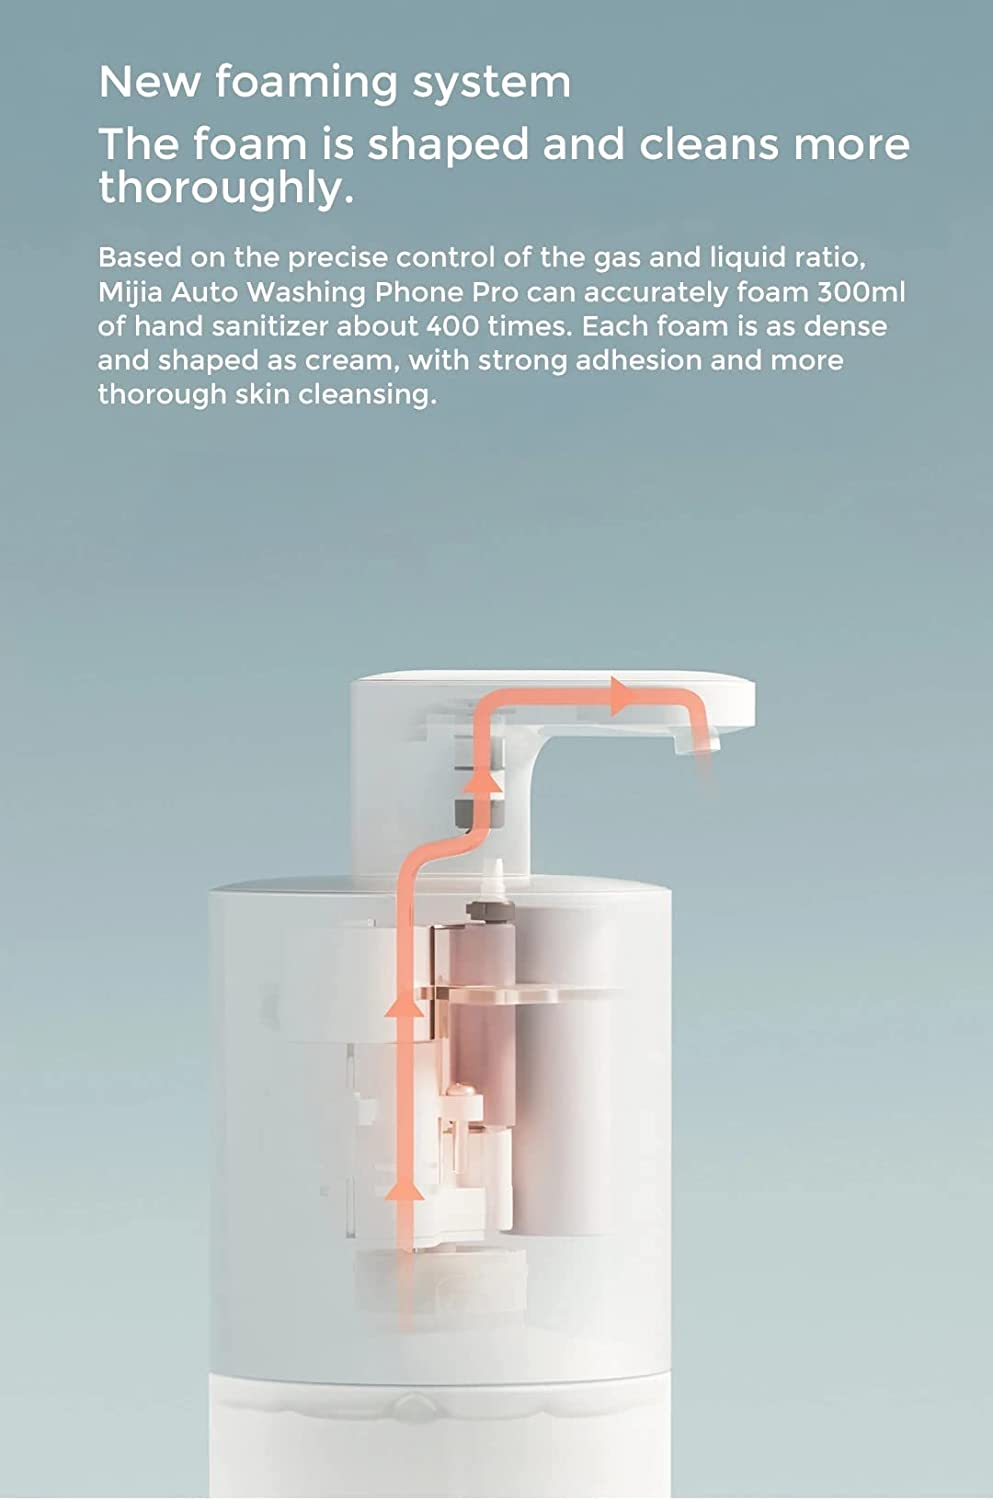 New foaming system
The foam is shaped and cleans more
thoroughly.
Based on the precise control of the gas and liquid ratio,
Mijia Auto Washing Phone Pro can accurately foam 300ml
of hand sanitizer about 400 times. Each foam is as dense
and shaped as cream, with strong adhesion and more
thorough skin cleansing.